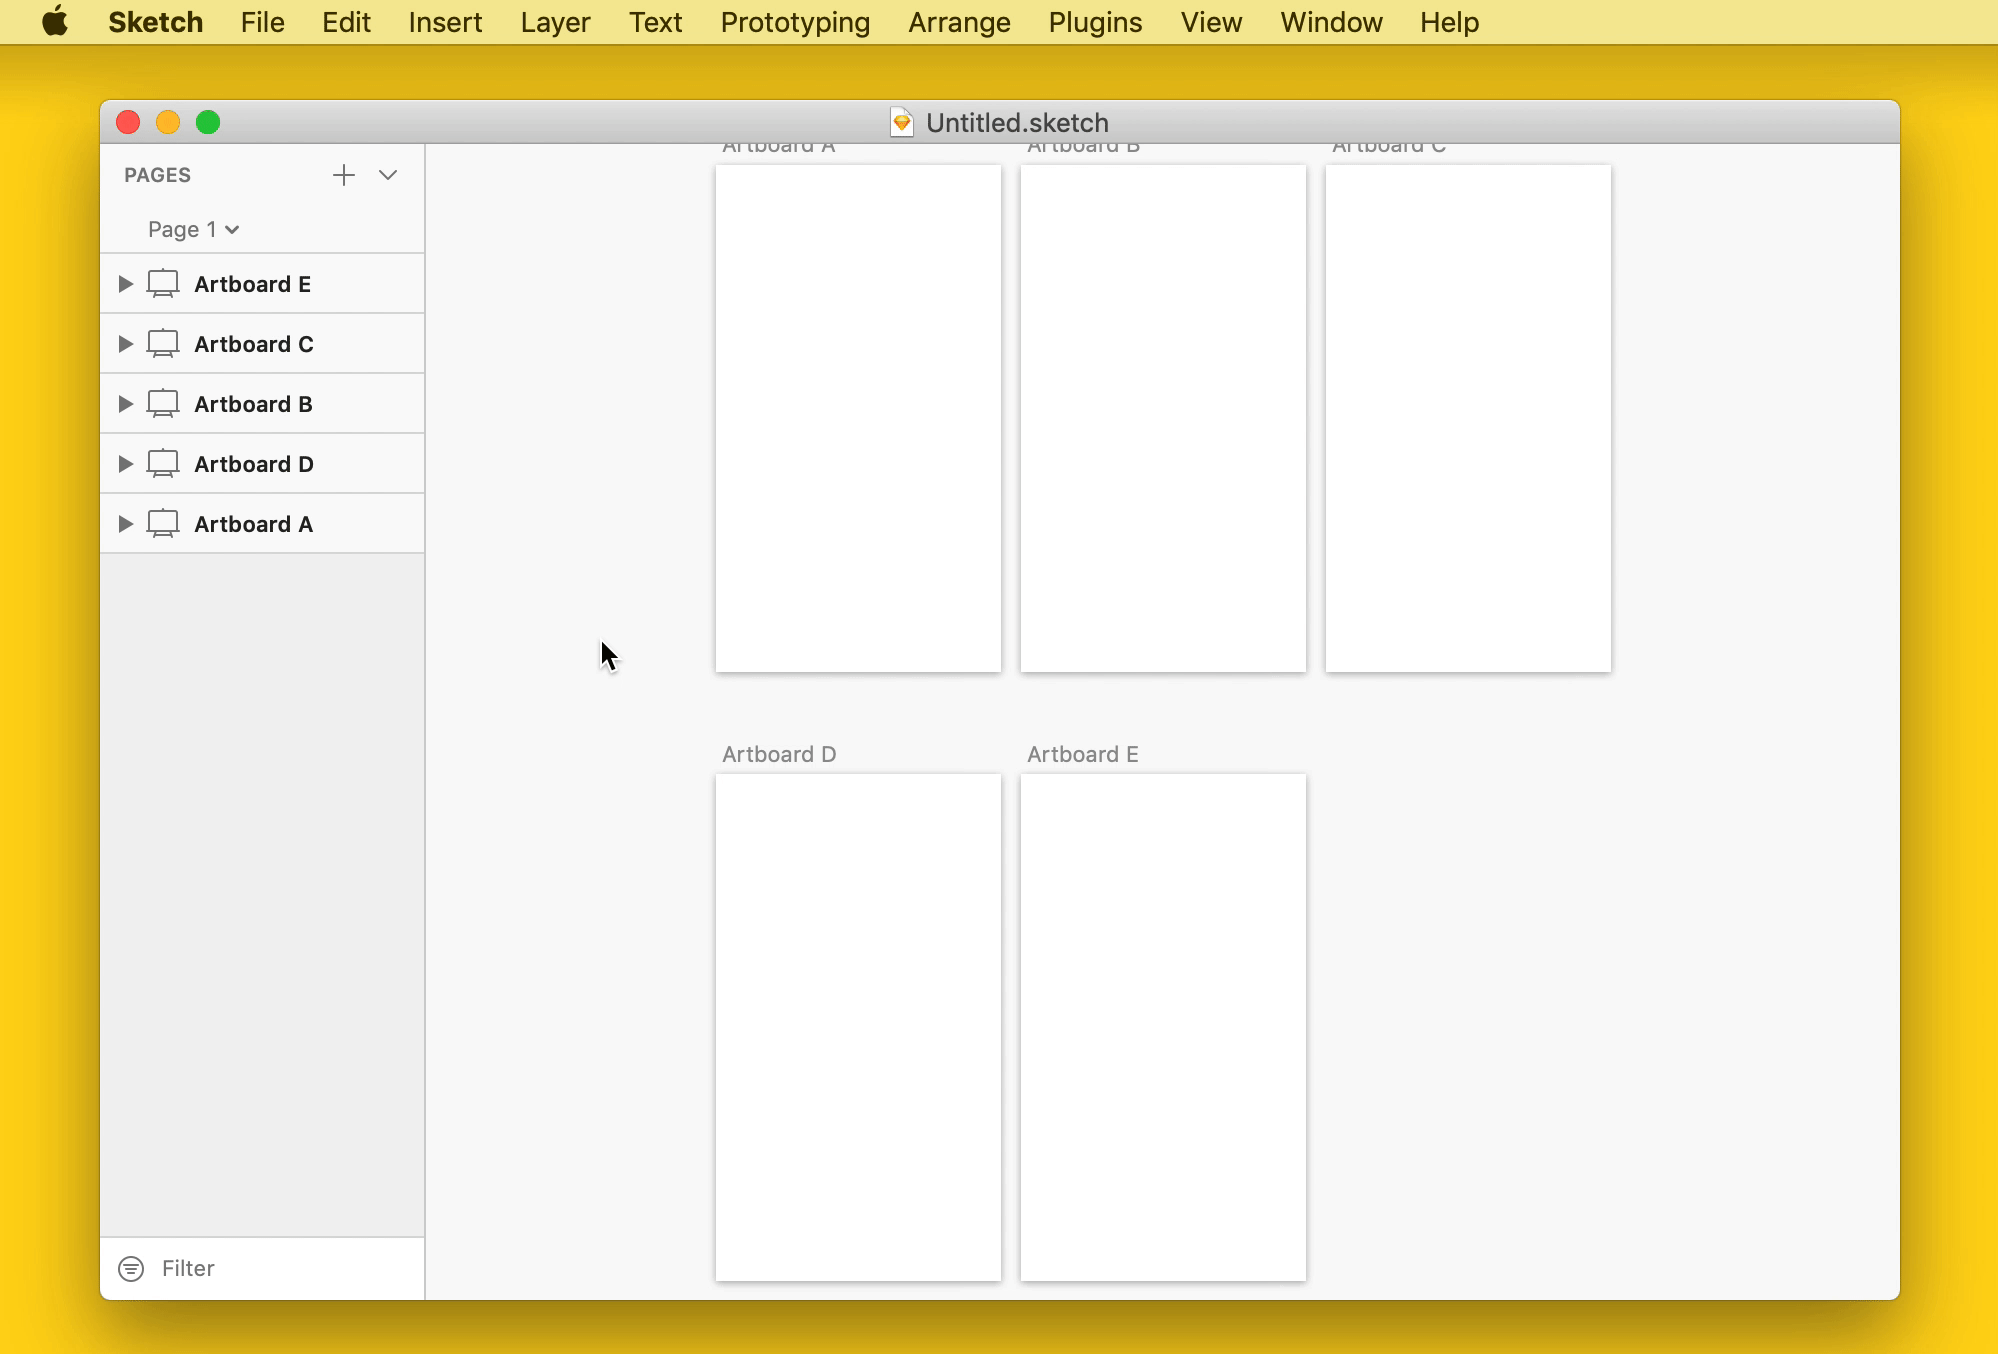 Sketch File Edit Insert Layer Text Prototyping Arrange Plugins View Window Help
Untitled.sketch
PAGES
Page 1
Artboard E
Artboard C
Artboard B
Artboard D
Artboard A
Filter
Artboard A Artboard B Artboard C
Artboard D Artboard E